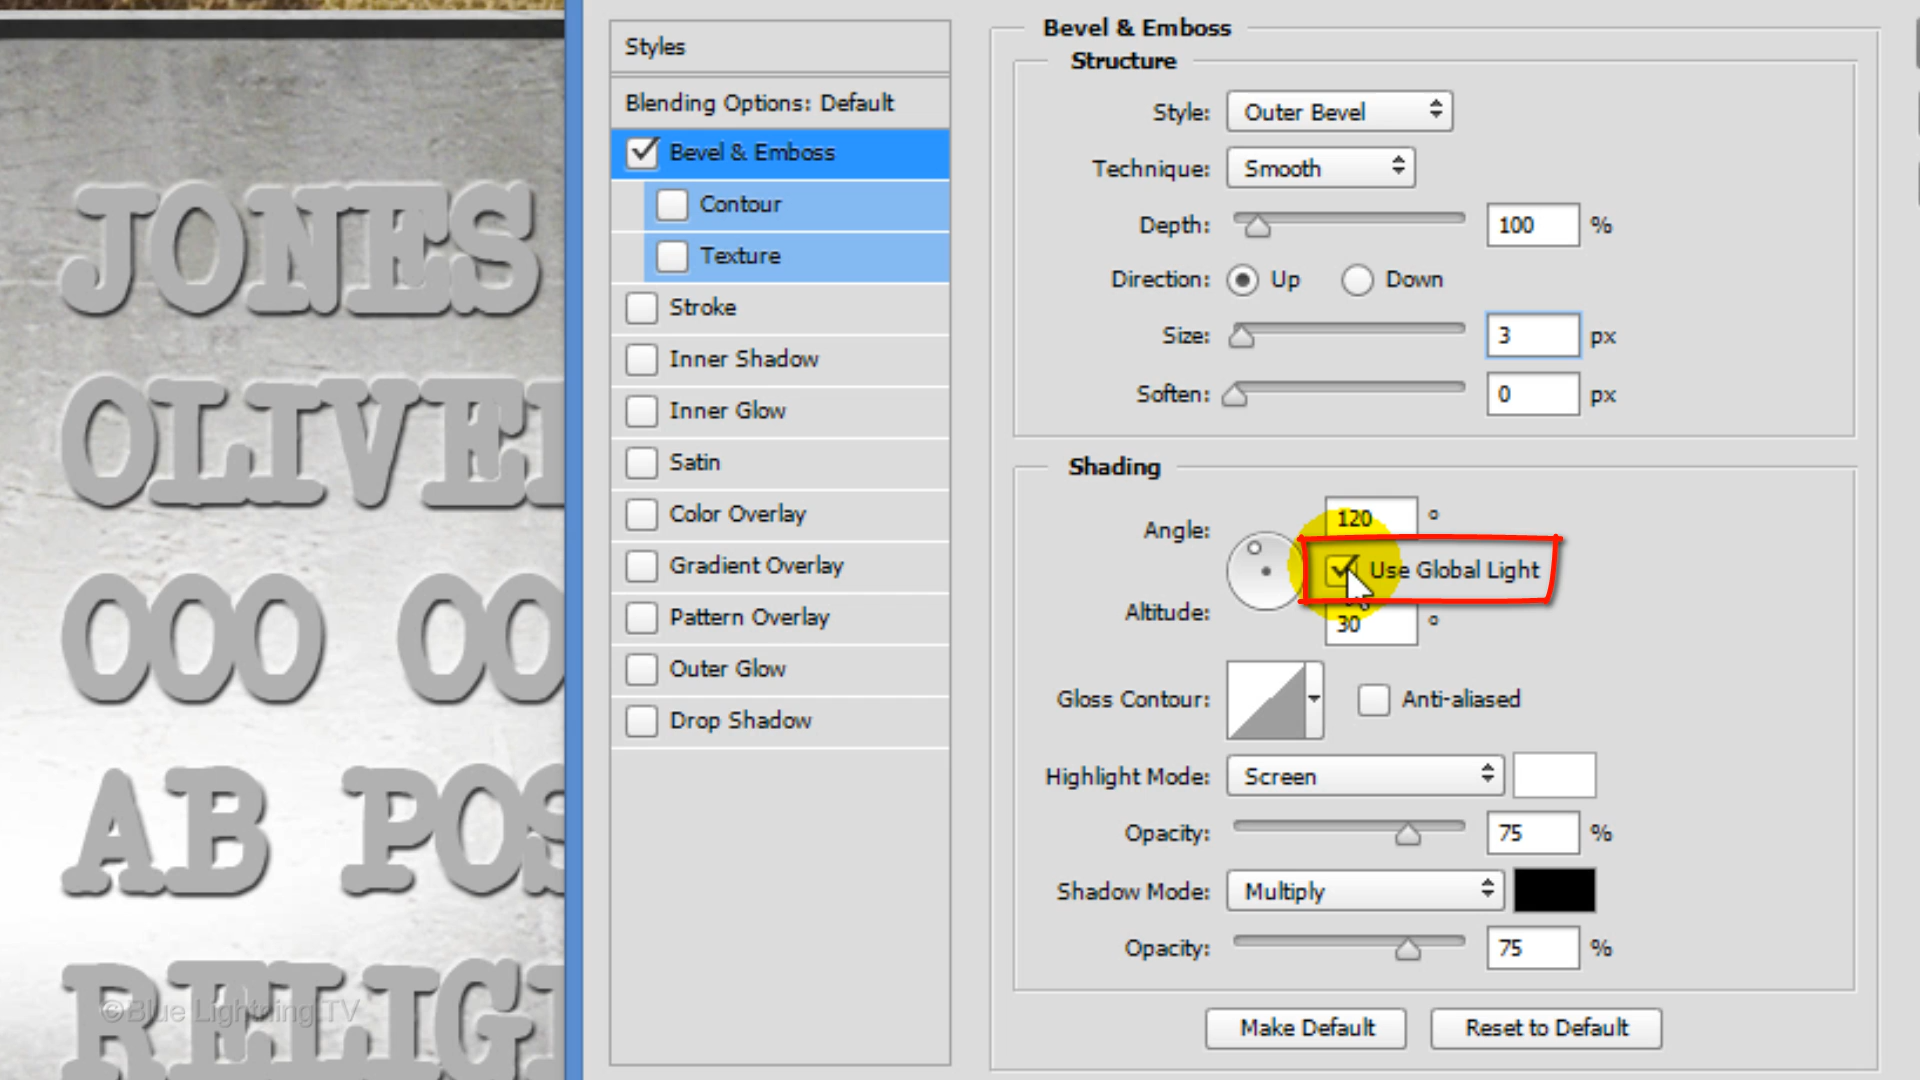 JONES
OLIVE
OOO OO
AB POS
RELIG
©Blue Lightning TV
Styles
Blending Options: Default
Bevel & Emboss
Contour
Texture
Stroke
Inner Shadow
Inner Glow
Satin
Color Overlay
Gradient Overlay
Pattern Overlay
Outer Glow
Drop Shadow
Bevel & Emboss
Structure
Style: Outer Bevel
Technique: Smooth
Depth: 100 %
Direction: Up Down
Size: 3 px
Soften: 0 px
Shading
Angle: 120 °
Use Global Light
Altitude: 30 °
Gloss Contour: Anti-aliased
Highlight Mode: Screen
Opacity: 75 %
Shadow Mode: Multiply
Opacity: 75 %
Make Default Reset to Default